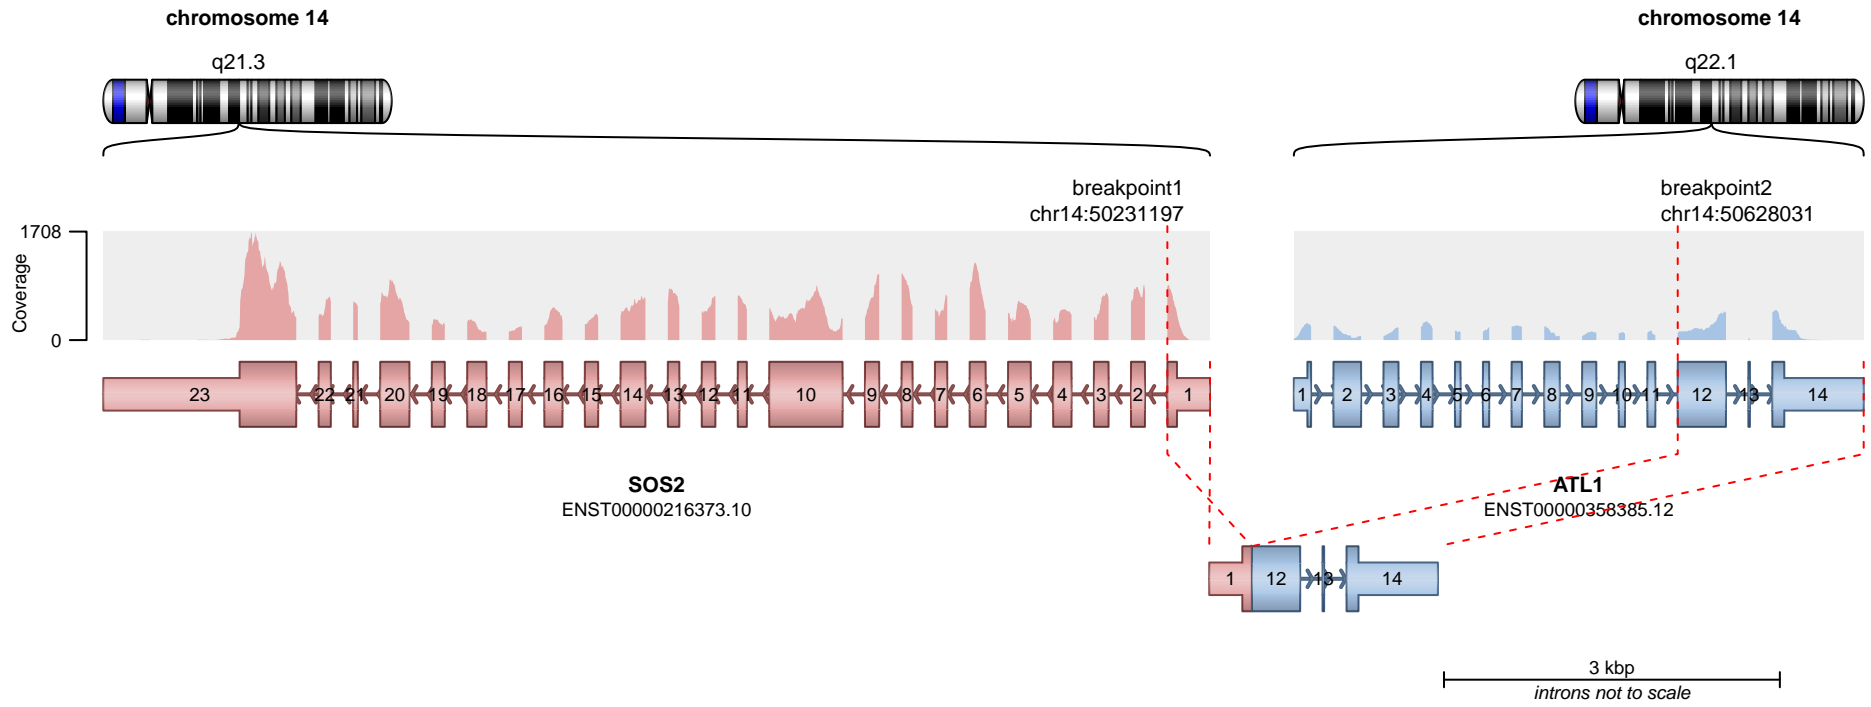 chromosome 14
chromosome 14
q21.3
q22.1
breakpoint1
chr14:50231197
breakpoint2
chr14:50628031
1708
Coverage
0
23 22 21 20 19 18 17 16 15 14 13 12 11 10 9 8 7 6 5 4 3 2 1
1 2 3 4 5 6 7 8 9 10 11 12 13 14
SOS2
ENST00000216373.10
ATL1
ENST00000358385.12
1 12 13 14
3 kbp
introns not to scale